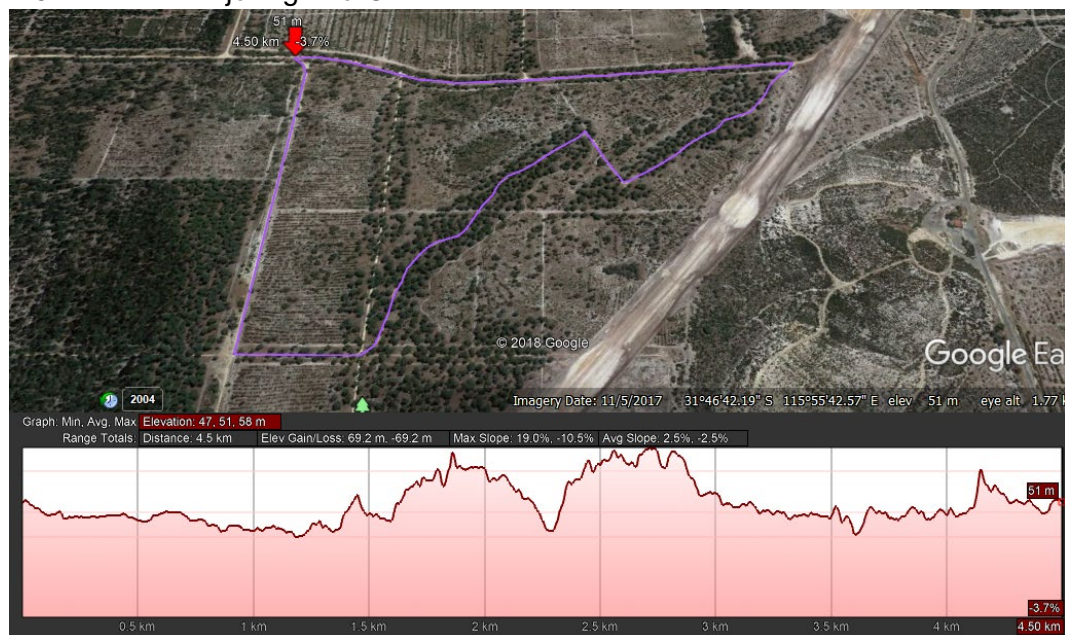 51 m
4.50 km -3.7%
© 2018 Google
Google Ea
2004
Imagery Date: 11/5/2017 31°46'42.19" S 115°55'42.57" E elev 51 m eye alt 1.77 k
Graph: Min, Avg, Max Elevation: 47, 51, 58 m
Range Totals: Distance: 4.5 km Elev Gain/Loss: 69.2 m, -69.2 m Max Slope: 19.0%, -10.5% Avg Slope: 2.5%, -2.5%
51 m
-3.7%
0.5 km 1 km 1.5 km 2 km 2.5 km 3 km 3.5 km 4 km 4.50 km